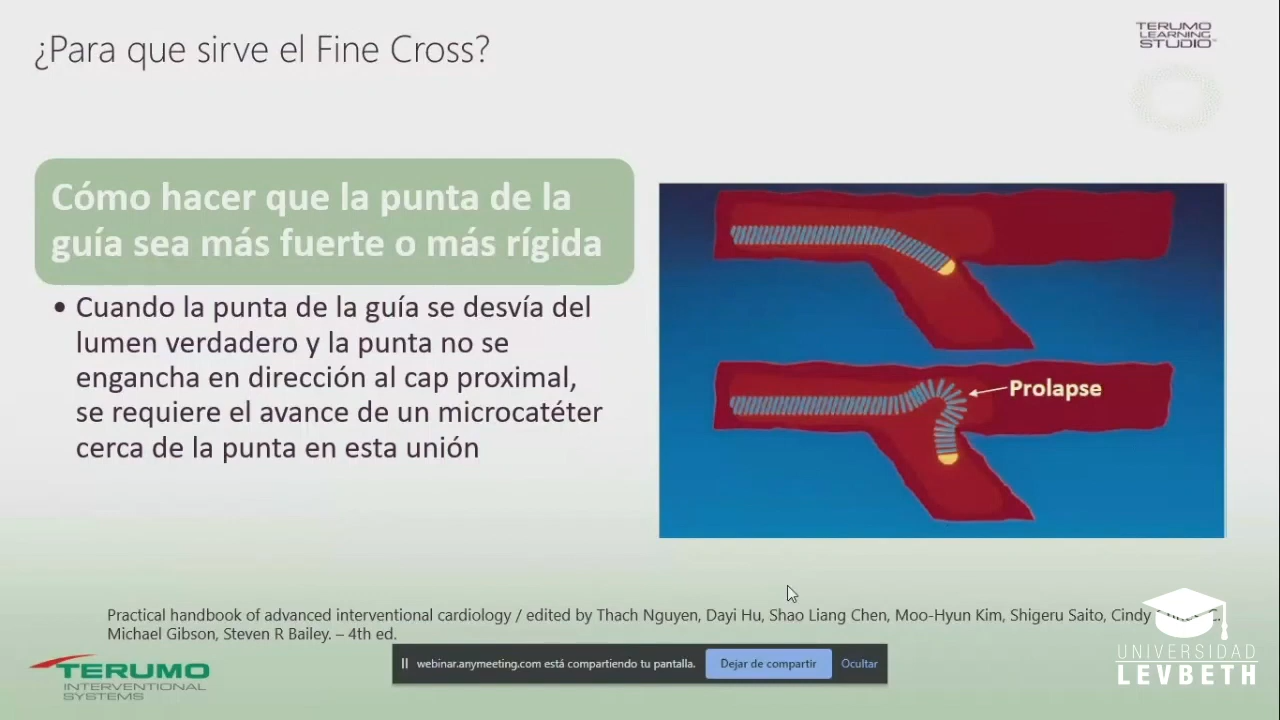 ¿Para que sirve el Fine Cross?
TERUMO
LEARNING
STUDIO
Cómo hacer que la punta de la
guía sea más fuerte o más rígida
• Cuando la punta de la guía se desvía del
lumen verdadero y la punta no se
engancha en dirección al cap proximal,
se requiere el avance de un microcatéter
cerca de la punta en esta unión
Prolapse
Practical handbook of advanced interventional cardiology / edited by Thach Nguyen, Dayi Hu, Shao Liang Chen, Moo-Hyun Kim, Shigeru Saito, Cindy C.
Michael Gibson, Steven R Bailey. – 4th ed.
TERUMO
INTERVENTIONAL
SYSTEMS
webinar.anymeeting.com está compartiendo tu pantalla.
Dejar de compartir
Ocultar
UNIVERSIDAD
LEVBETH